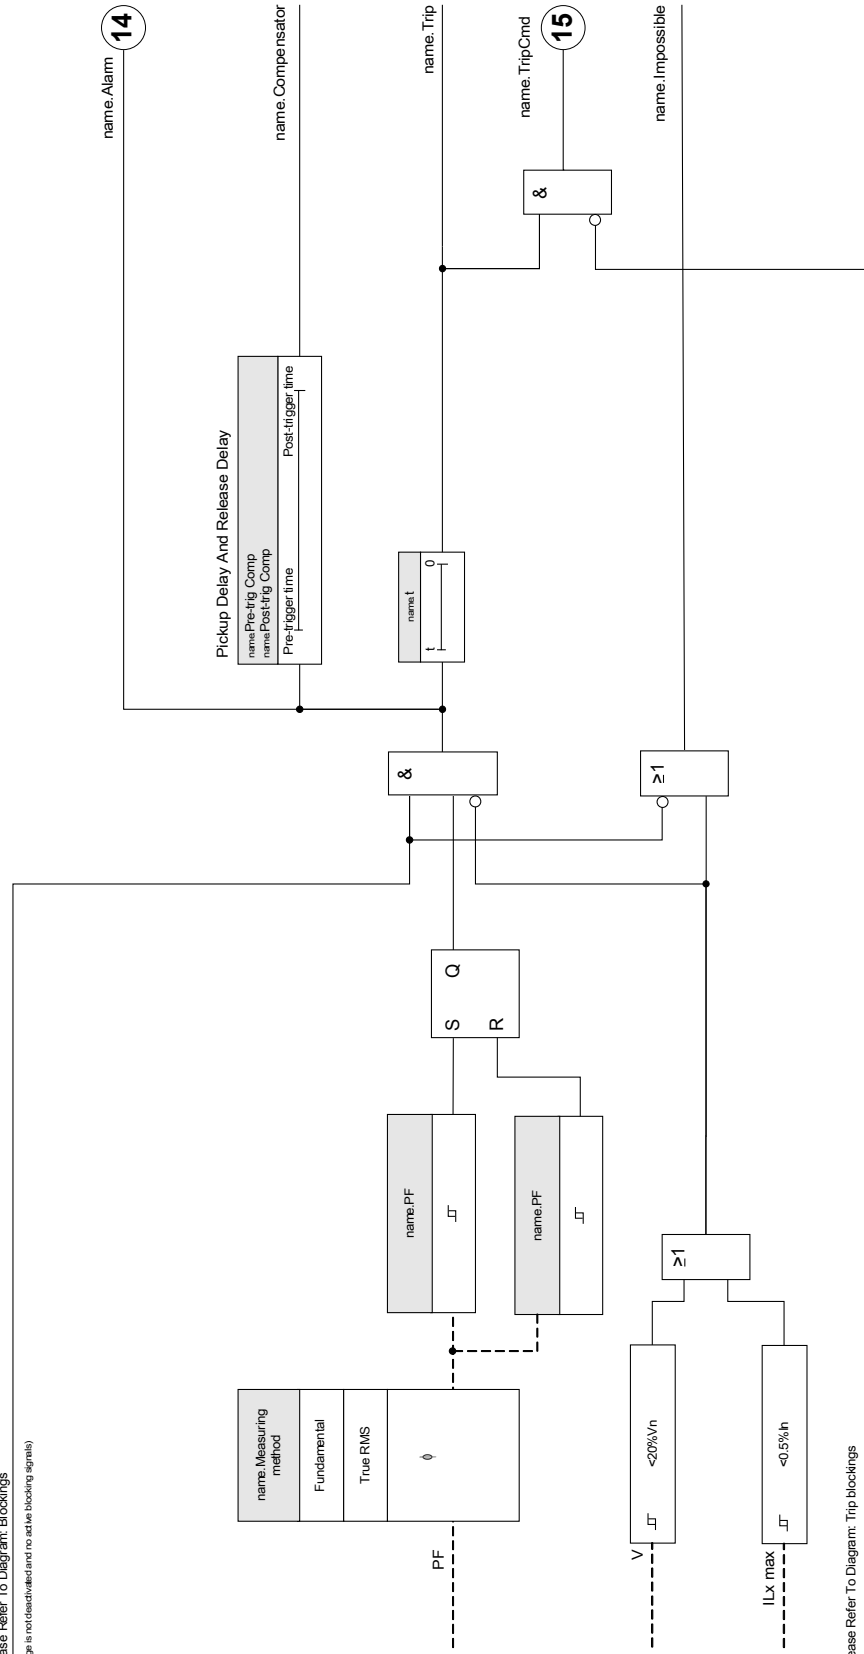 ase Refer To Diagram: Blockings
ge is not deactivated and no active blocking signals)
14
name.Alarm
name.Compensator
name.Trip
15
name.TripCmd
name.Impossible
&
Pickup Delay And Release Delay
name.Pre-trig Comp
name.Post-trig Comp
Pre-trigger time
Post-trigger time
name.t
t
0
&
≥1
S
Q
R
name.PF
name.PF
≥1
name.Measuring
method
Fundamental
True RMS
ϕ
PF
V
<20%Vn
ILx max
<0.5%In
ease Refer To Diagram: Trip blockings